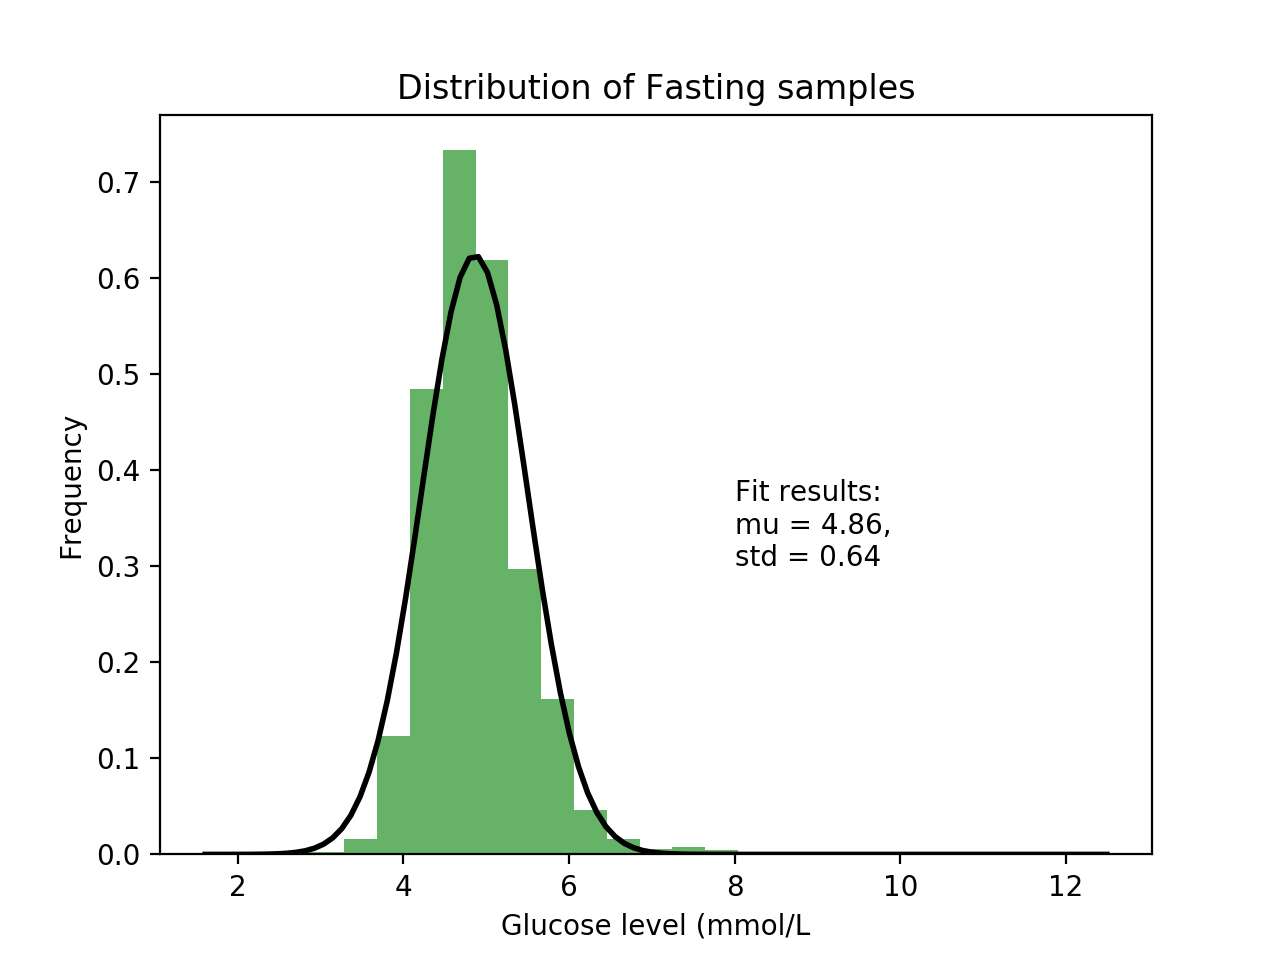 Distribution of Fasting samples
0.7
0.6
0.5
0.4
0.3
0.2
0.1
0.0
Frequency
Fit results:
mu = 4.86,
std = 0.64
2 4 6 8 10 12
Glucose level (mmol/L